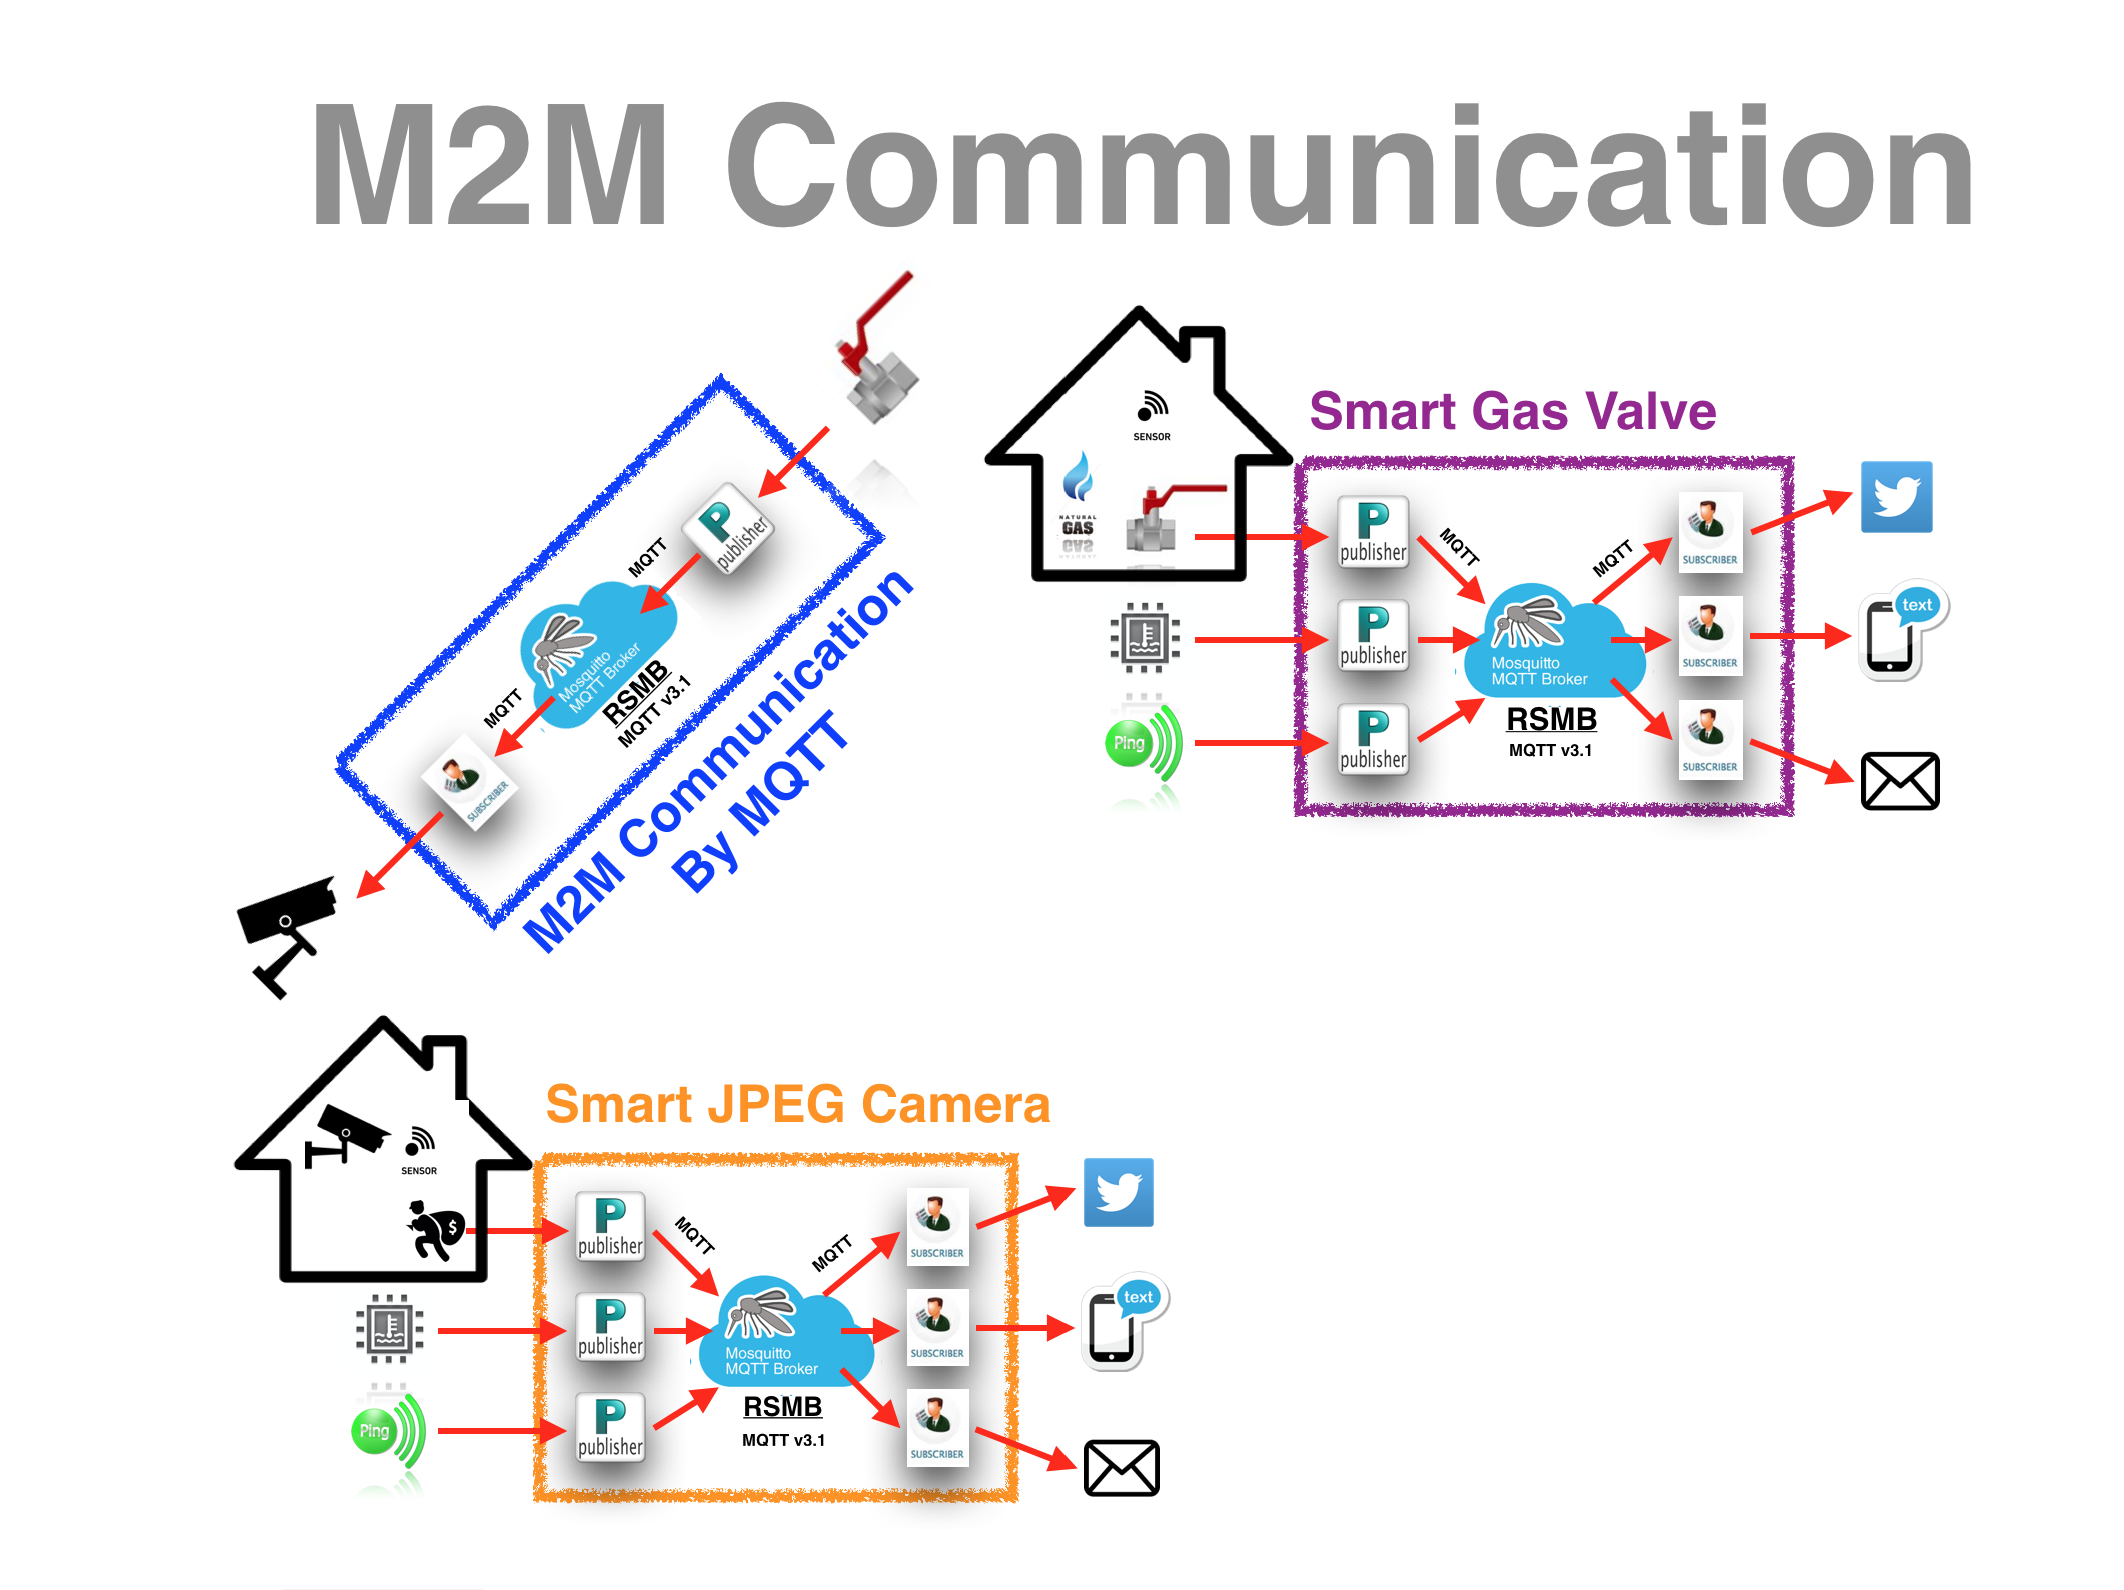 M2M Communication
P
publisher
MQTT
Mosquitto
MQTT Broker
RSMB
MQTT v3.1
MQTT
SUBSCRIBER
M2M Communication
By MQTT
SENSOR
NATURAL
GAS
Smart Gas Valve
P
publisher
MQTT
MQTT
SUBSCRIBER
P
publisher
Mosquitto
MQTT Broker
SUBSCRIBER
text
Ping
P
publisher
RSMB
MQTT v3.1
SUBSCRIBER
Smart JPEG Camera
SENSOR
$
P
publisher
MQTT
MQTT
SUBSCRIBER
P
publisher
Mosquitto
MQTT Broker
SUBSCRIBER
text
Ping
P
publisher
RSMB
MQTT v3.1
SUBSCRIBER